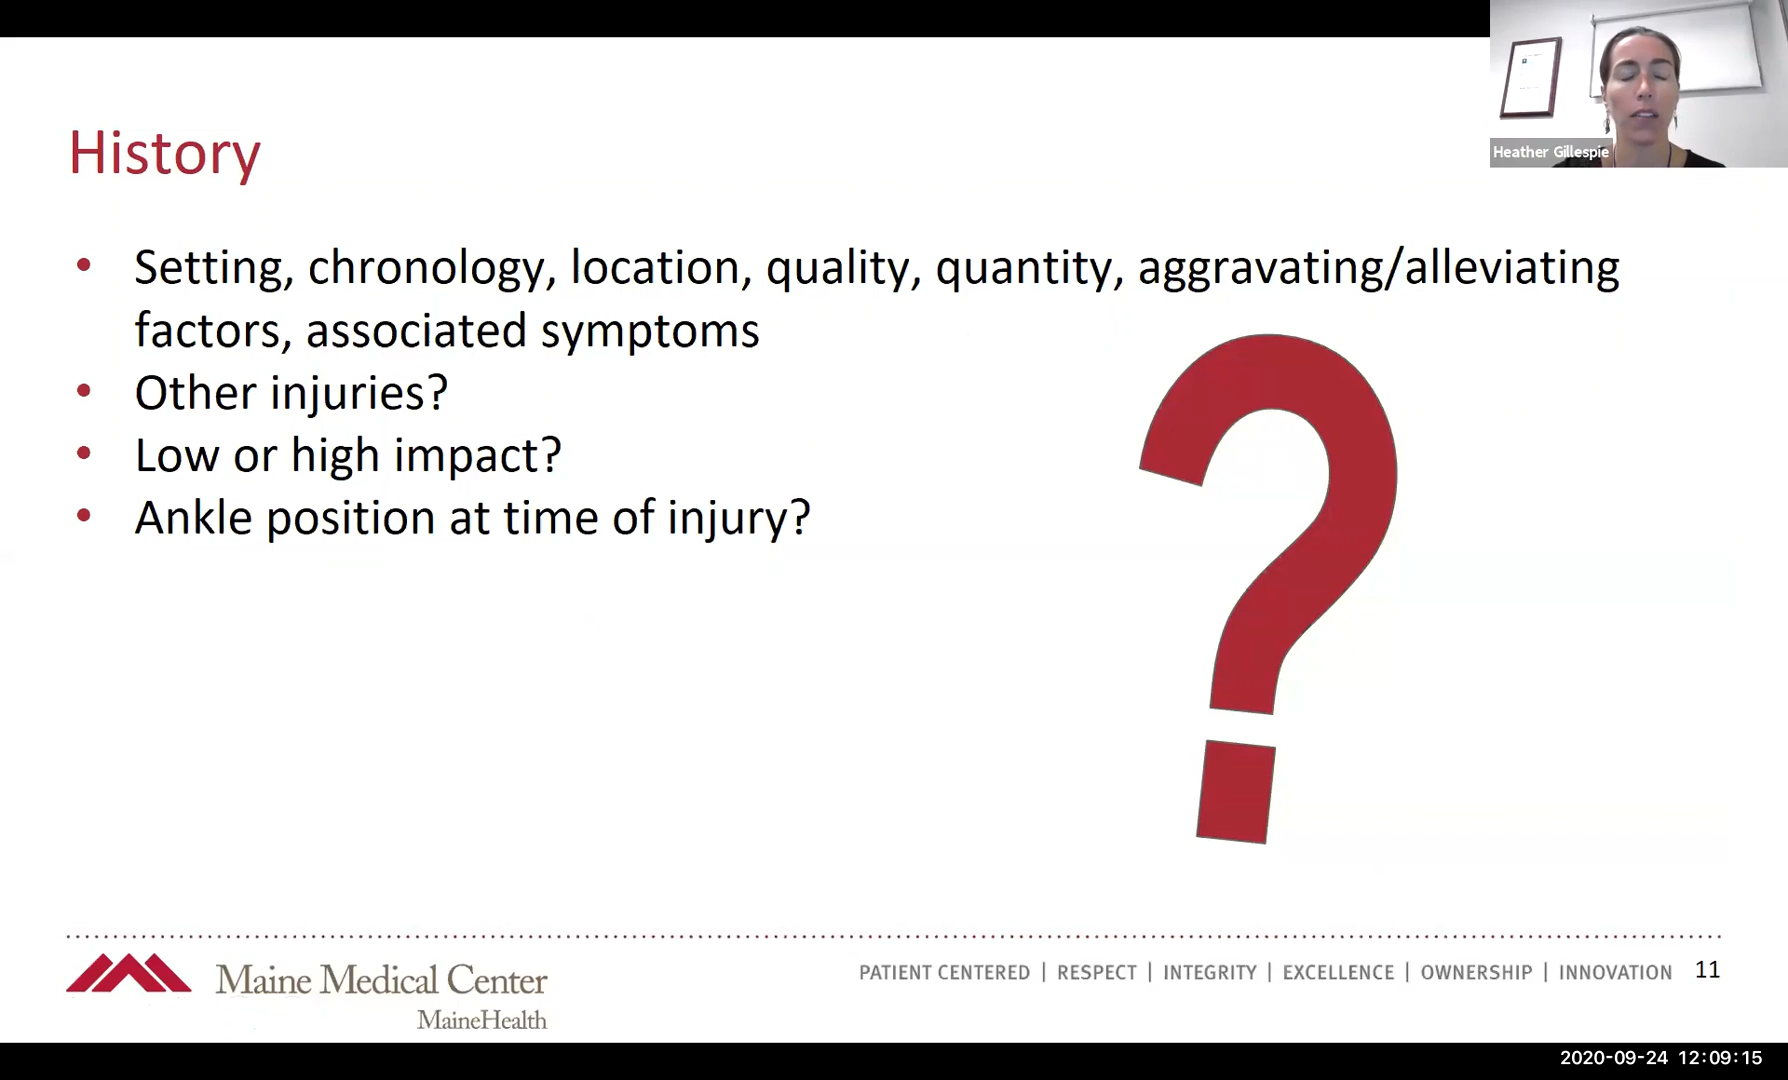 Heather Gillespie
History
• Setting, chronology, location, quality, quantity, aggravating/alleviating
factors, associated symptoms
• Other injuries?
• Low or high impact?
• Ankle position at time of injury?
?
Maine Medical Center
MaineHealth
PATIENT CENTERED | RESPECT | INTEGRITY | EXCELLENCE | OWNERSHIP | INNOVATION 11
2020-09-24 12:09:15